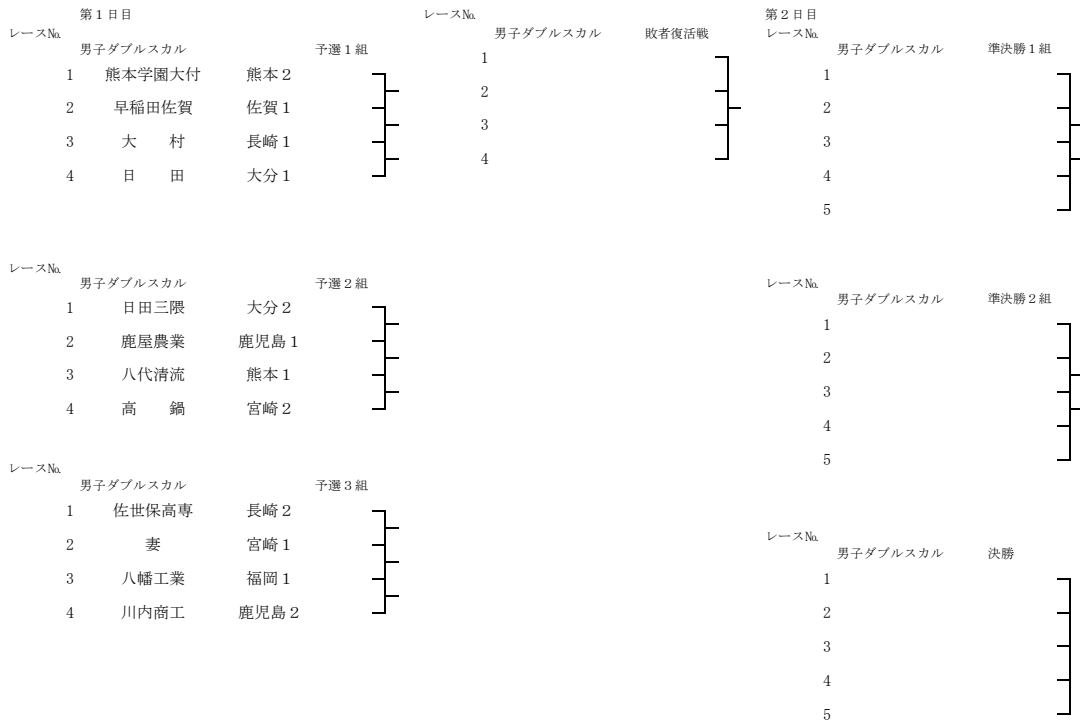 第１日目
レース№
男子ダブルスカル 予選１組
1 熊本学園大付 熊本２
2 早稲田佐賀 佐賀１
3 大　　村 長崎１
4 日　　田 大分１
レース№
男子ダブルスカル 予選２組
1 日田三隈 大分２
2 鹿屋農業 鹿児島１
3 八代清流 熊本１
4 高　　鍋 宮崎２
レース№
男子ダブルスカル 予選３組
1 佐世保高専 長崎２
2 妻 宮崎１
3 八幡工業 福岡１
4 川内商工 鹿児島２
レース№
男子ダブルスカル 敗者復活戦
1
2
3
4
第２日目
レース№
男子ダブルスカル 準決勝１組
1
2
3
4
5
レース№
男子ダブルスカル 準決勝２組
1
2
3
4
5
レース№
男子ダブルスカル 決勝
1
2
3
4
5